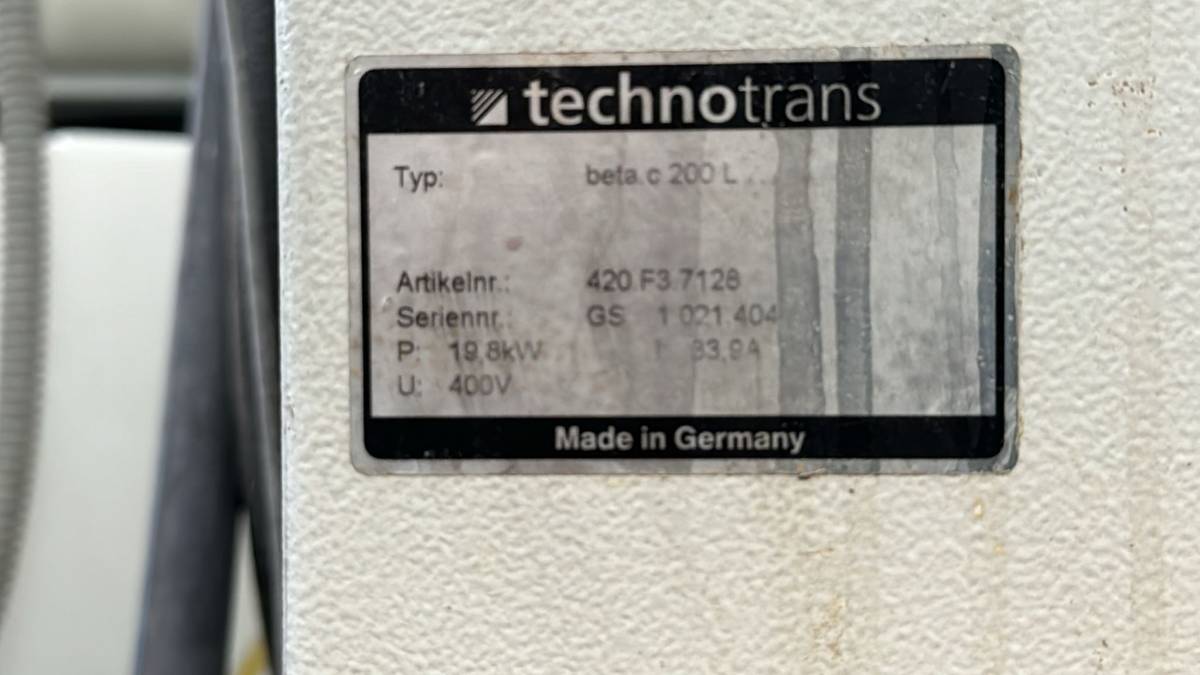 technotrans
Typ: beta.c 200 L
Artikelnr.: 420 F3 7128
Seriennr.: GS 1 021 404
P: 19,8kW I: 33,9A
U: 400V
Made in Germany